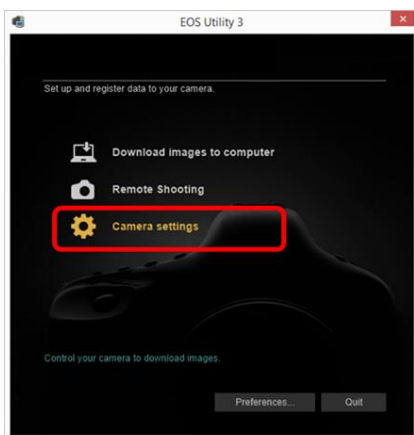 EOS Utility 3
Set up and register data to your camera.
Download images to computer
Remote Shooting
Camera settings
Control your camera to download images.
Preferences... Quit